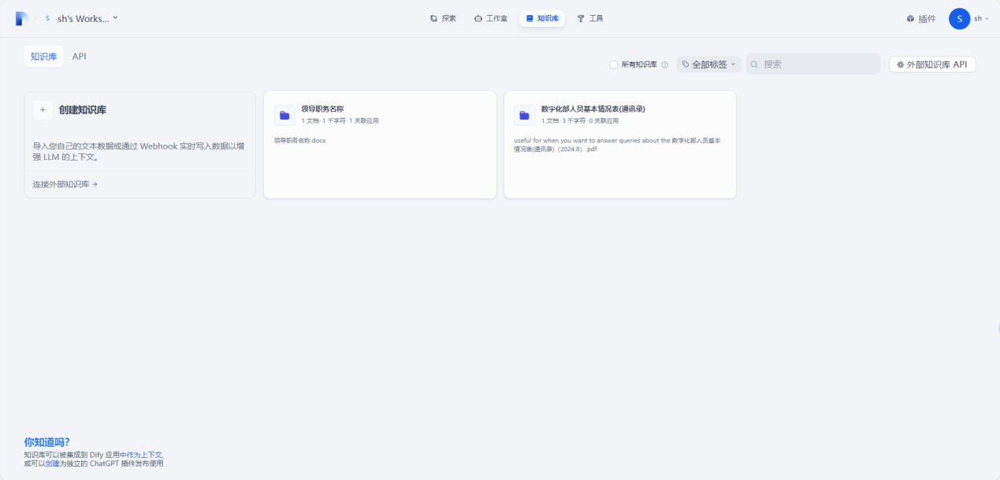 S sh's Works...
探索 工作室 知识库 工具
插件 S sh
知识库 API
所有知识库 全部标签 搜索 外部知识库 API
创建知识库
导入您自己的文本数据或通过 Webhook 实时写入数据以增
强 LLM 的上下文。
连接外部知识库 →
领导职务名称
1 文档·1 千字符·1 关联应用
领导职务名称.docx
数字化部人员基本情况表(通讯录)
1 文档·3 千字符·0 关联应用
useful for when you want to answer queries about the 数字化部人员基本
情况表(通讯录)（2024.8）.pdf
你知道吗?
知识库可以被集成到 Dify 应用中作为上下文,
或可以创建为独立的 ChatGPT 插件发布使用